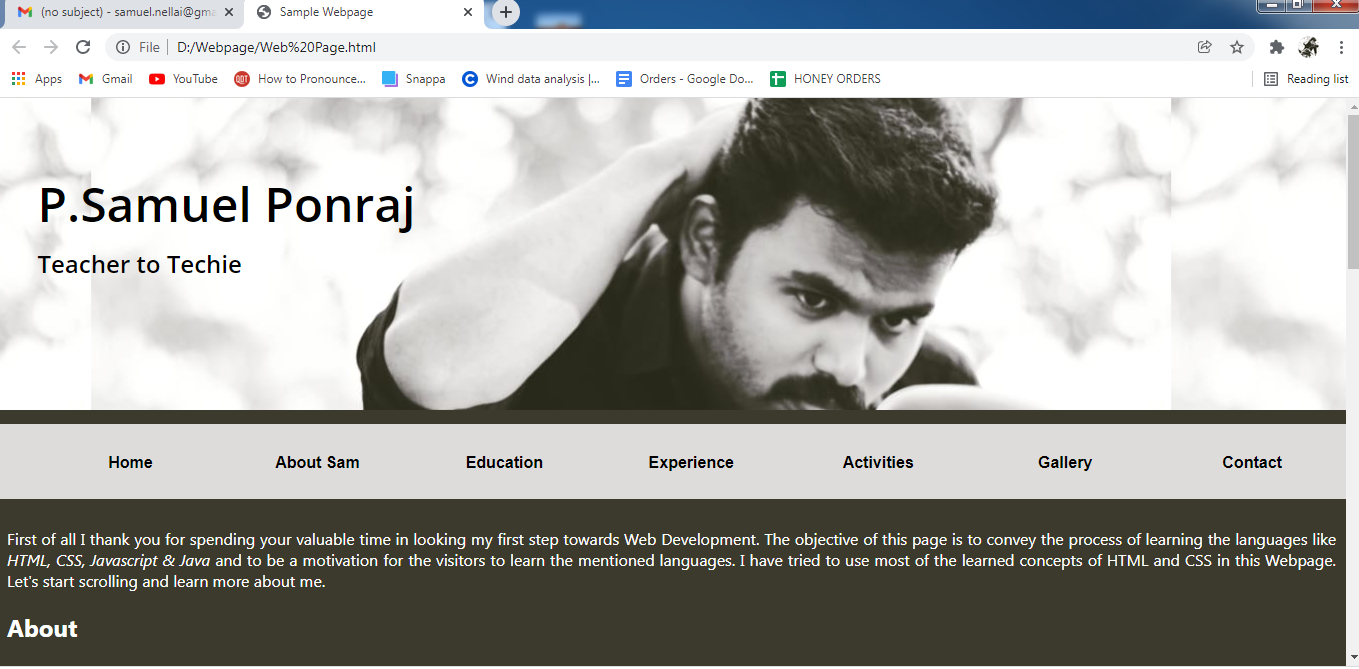 (no subject) - samuel.nellai@gma
Sample Webpage
File | D:/Webpage/Web%20Page.html
Apps Gmail YouTube How to Pronounce... Snappa Wind data analysis |... Orders - Google Do... HONEY ORDERS Reading list
P.Samuel Ponraj
Teacher to Techie
Home About Sam Education Experience Activities Gallery Contact
First of all I thank you for spending your valuable time in looking my first step towards Web Development. The objective of this page is to convey the process of learning the languages like
HTML, CSS, Javascript & Java and to be a motivation for the visitors to learn the mentioned languages. I have tried to use most of the learned concepts of HTML and CSS in this Webpage.
Let's start scrolling and learn more about me.
About